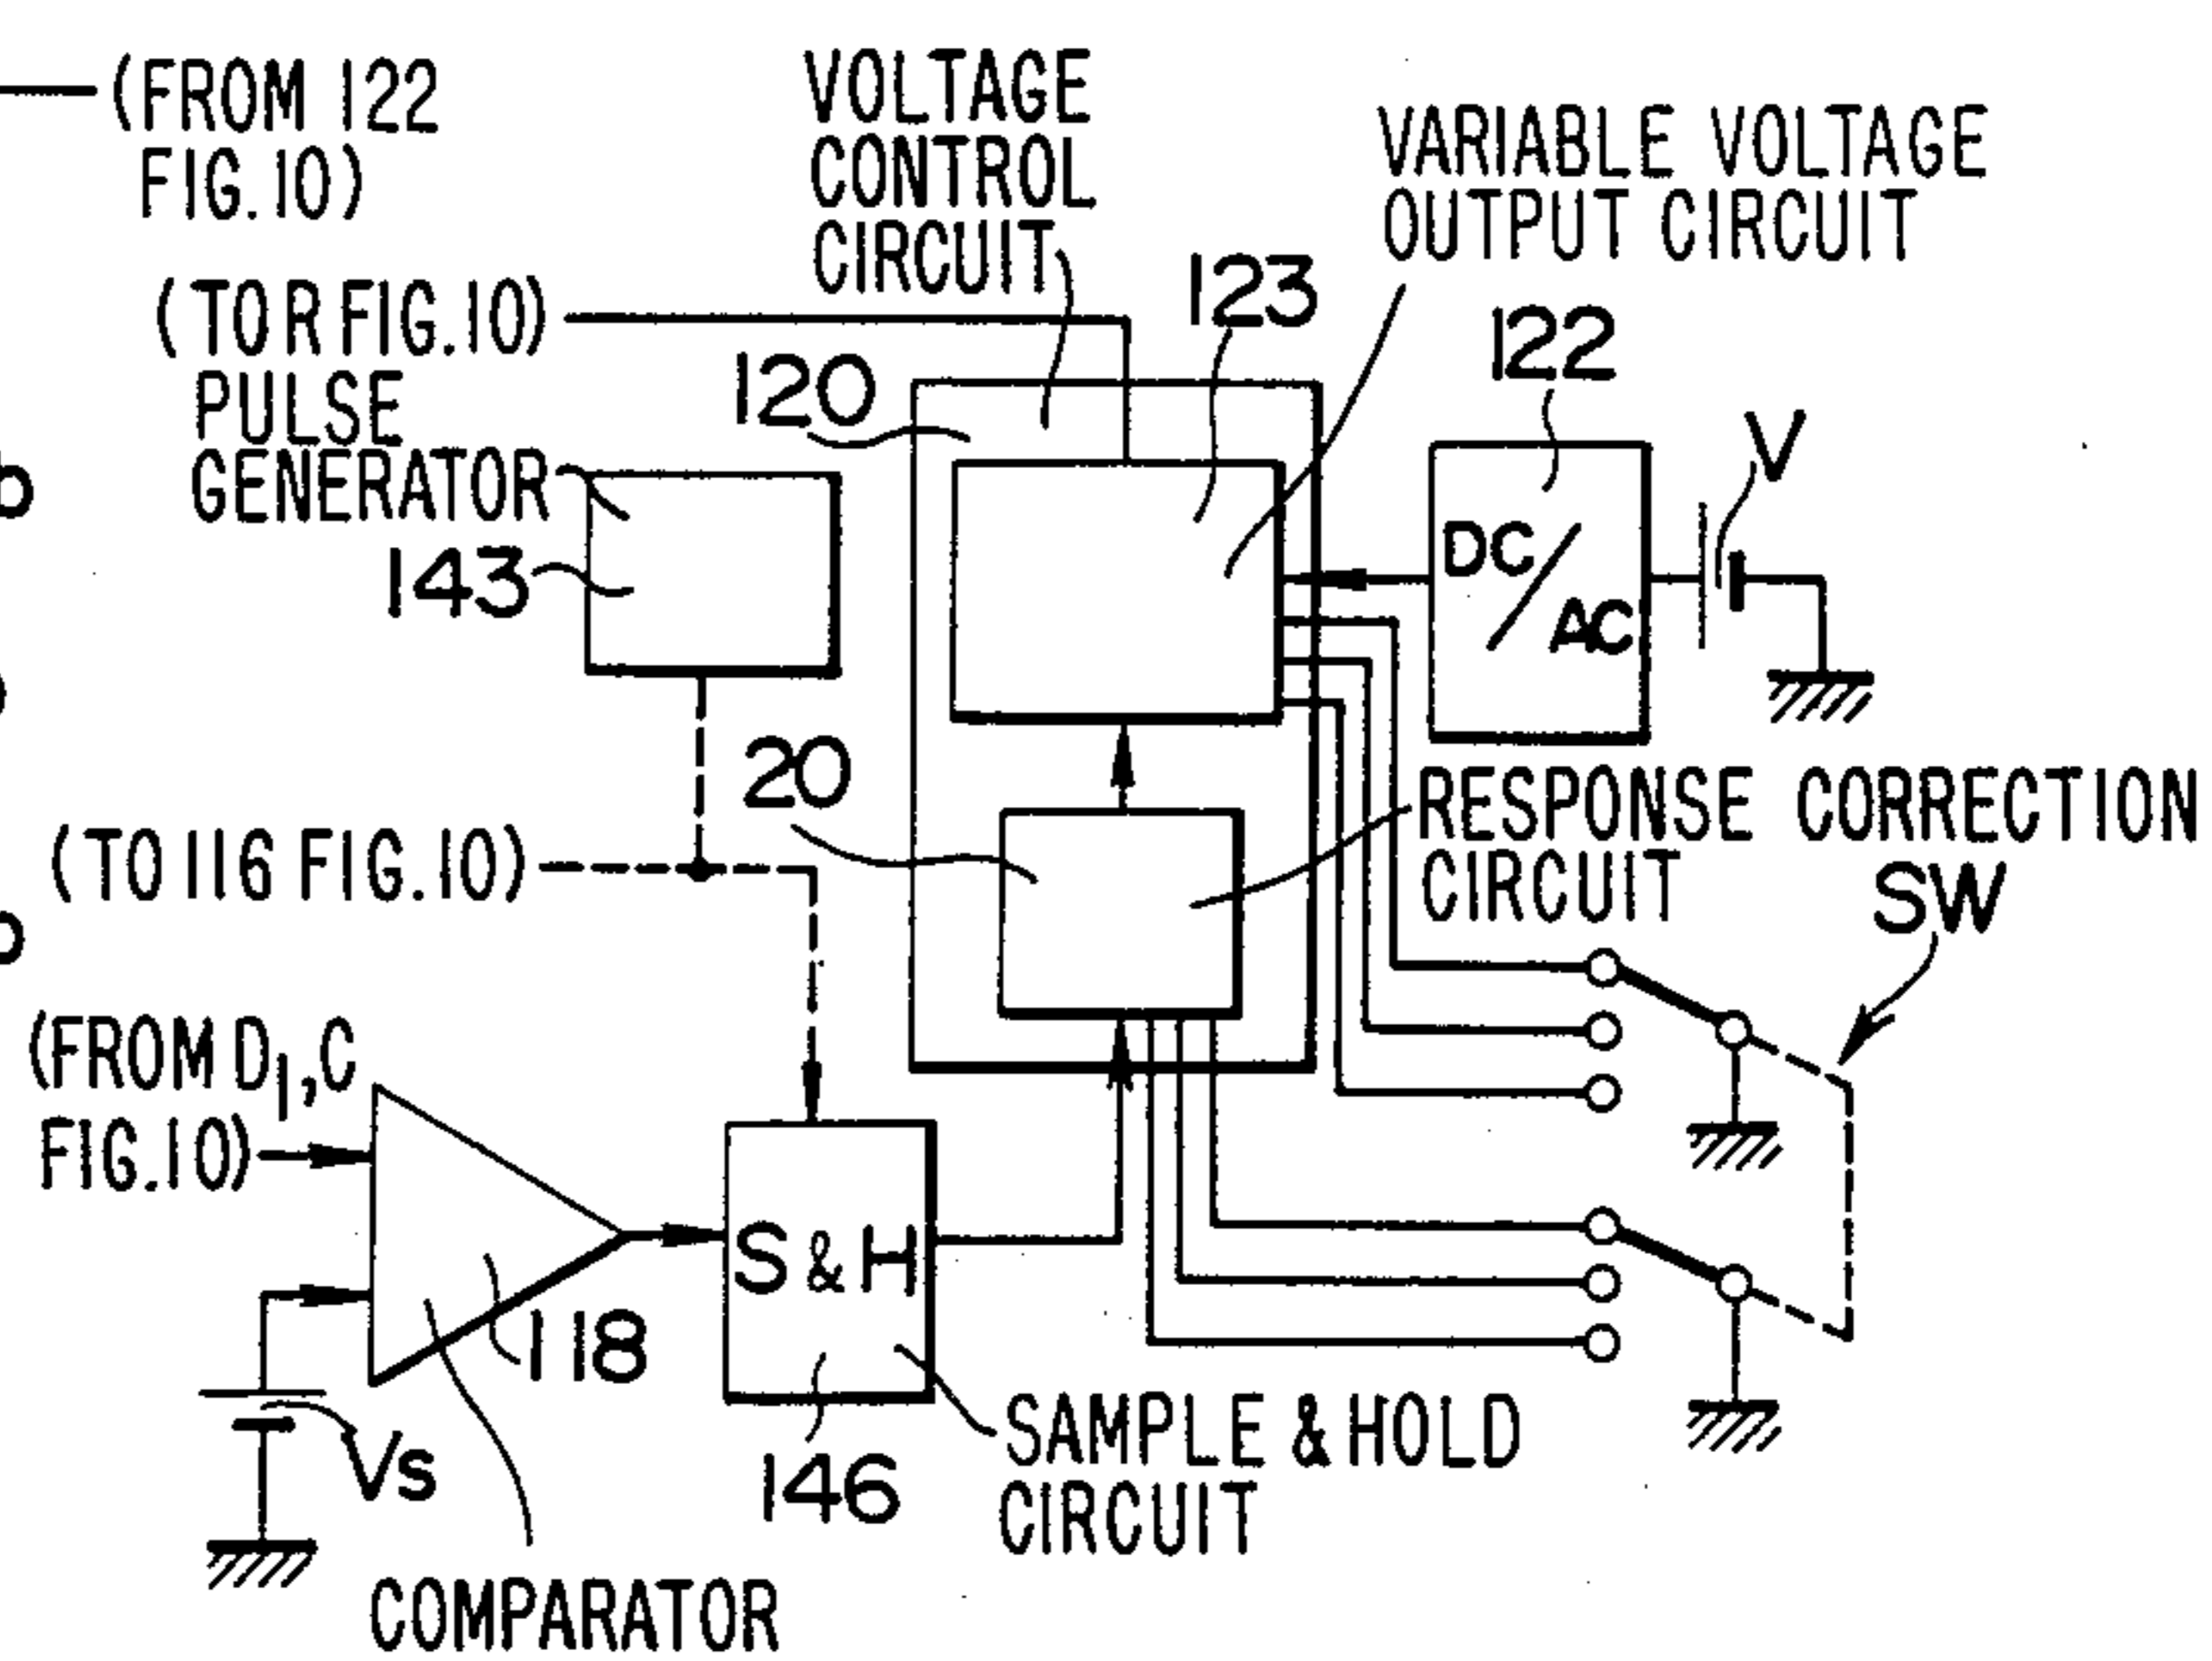 (FROM 122
FIG.10)
VOLTAGE
CONTROL
CIRCUIT
VARIABLE VOLTAGE
OUTPUT CIRCUIT
(TO R FIG.10)
123
122
120
V
PULSE
GENERATOR
143
DC/AC
20
RESPONSE CORRECTION
CIRCUIT
(TO 116 FIG.10)
SW
(FROM D1,C
FIG.10)
118
S & H
Vs
146
SAMPLE & HOLD
CIRCUIT
COMPARATOR